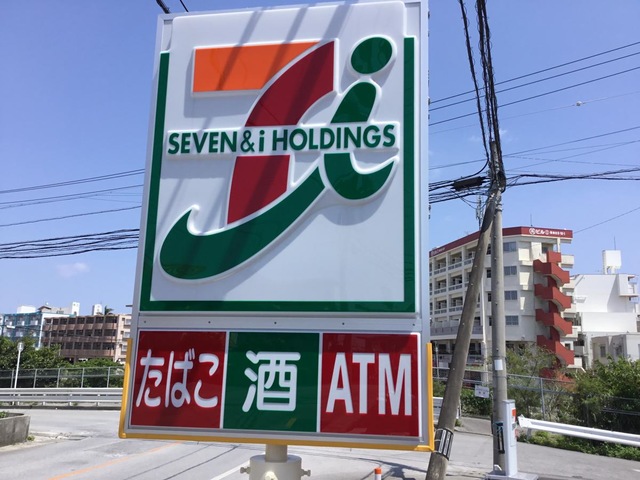 SEVEN&i HOLDINGS
たばこ 酒 ATM